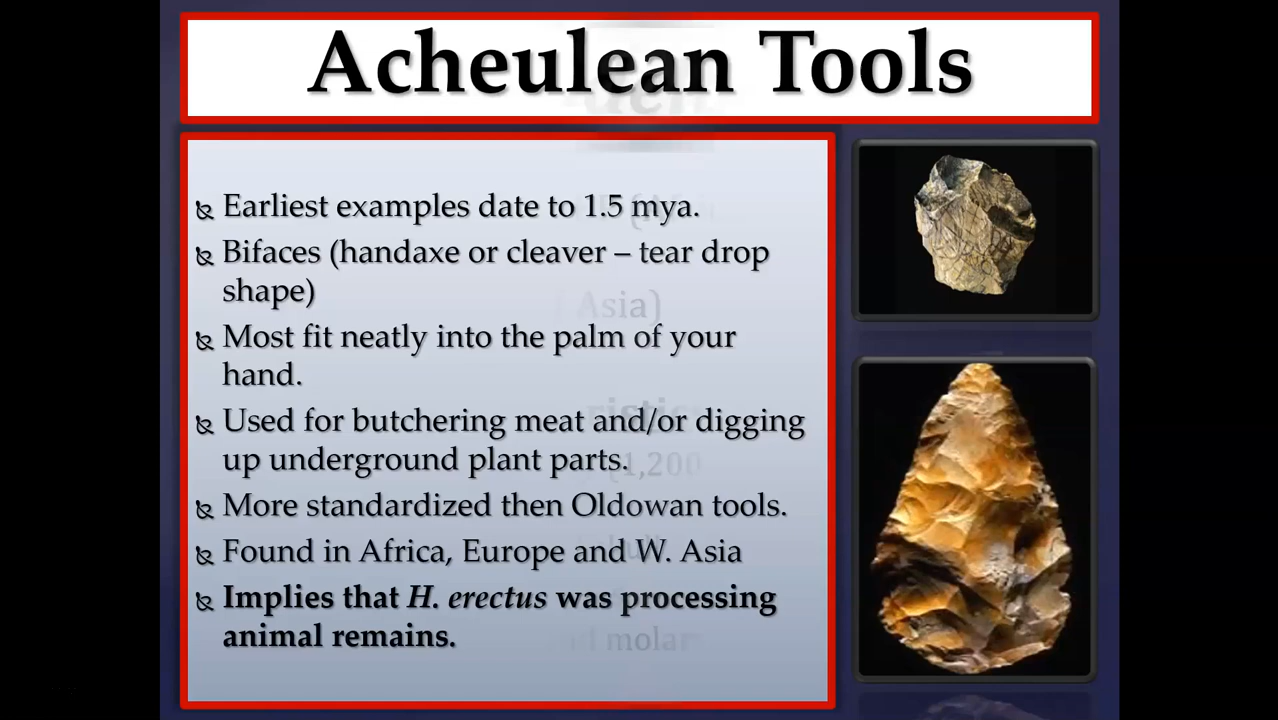 Acheulean Tools
Earliest examples date to 1.5 mya.
Bifaces (handaxe or cleaver – tear drop
shape)
Most fit neatly into the palm of your
hand.
Used for butchering meat and/or digging
up underground plant parts.
More standardized then Oldowan tools.
Found in Africa, Europe and W. Asia
Implies that H. erectus was processing
animal remains.